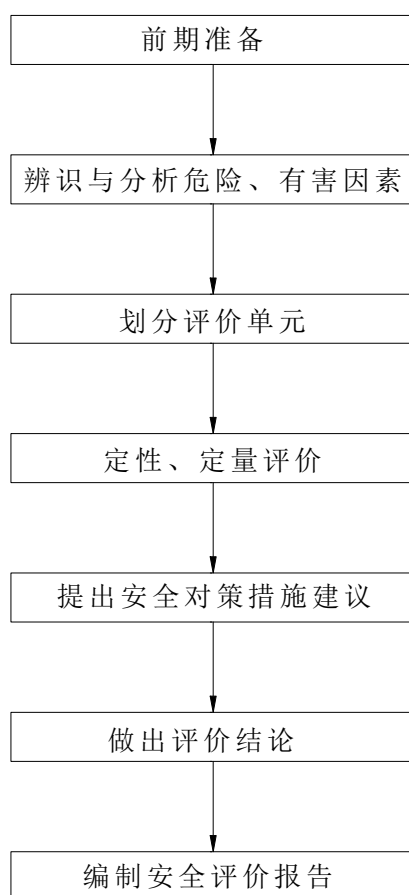 前期准备
辨识与分析危险、有害因素
划分评价单元
定性、定量评价
提出安全对策措施建议
做出评价结论
编制安全评价报告